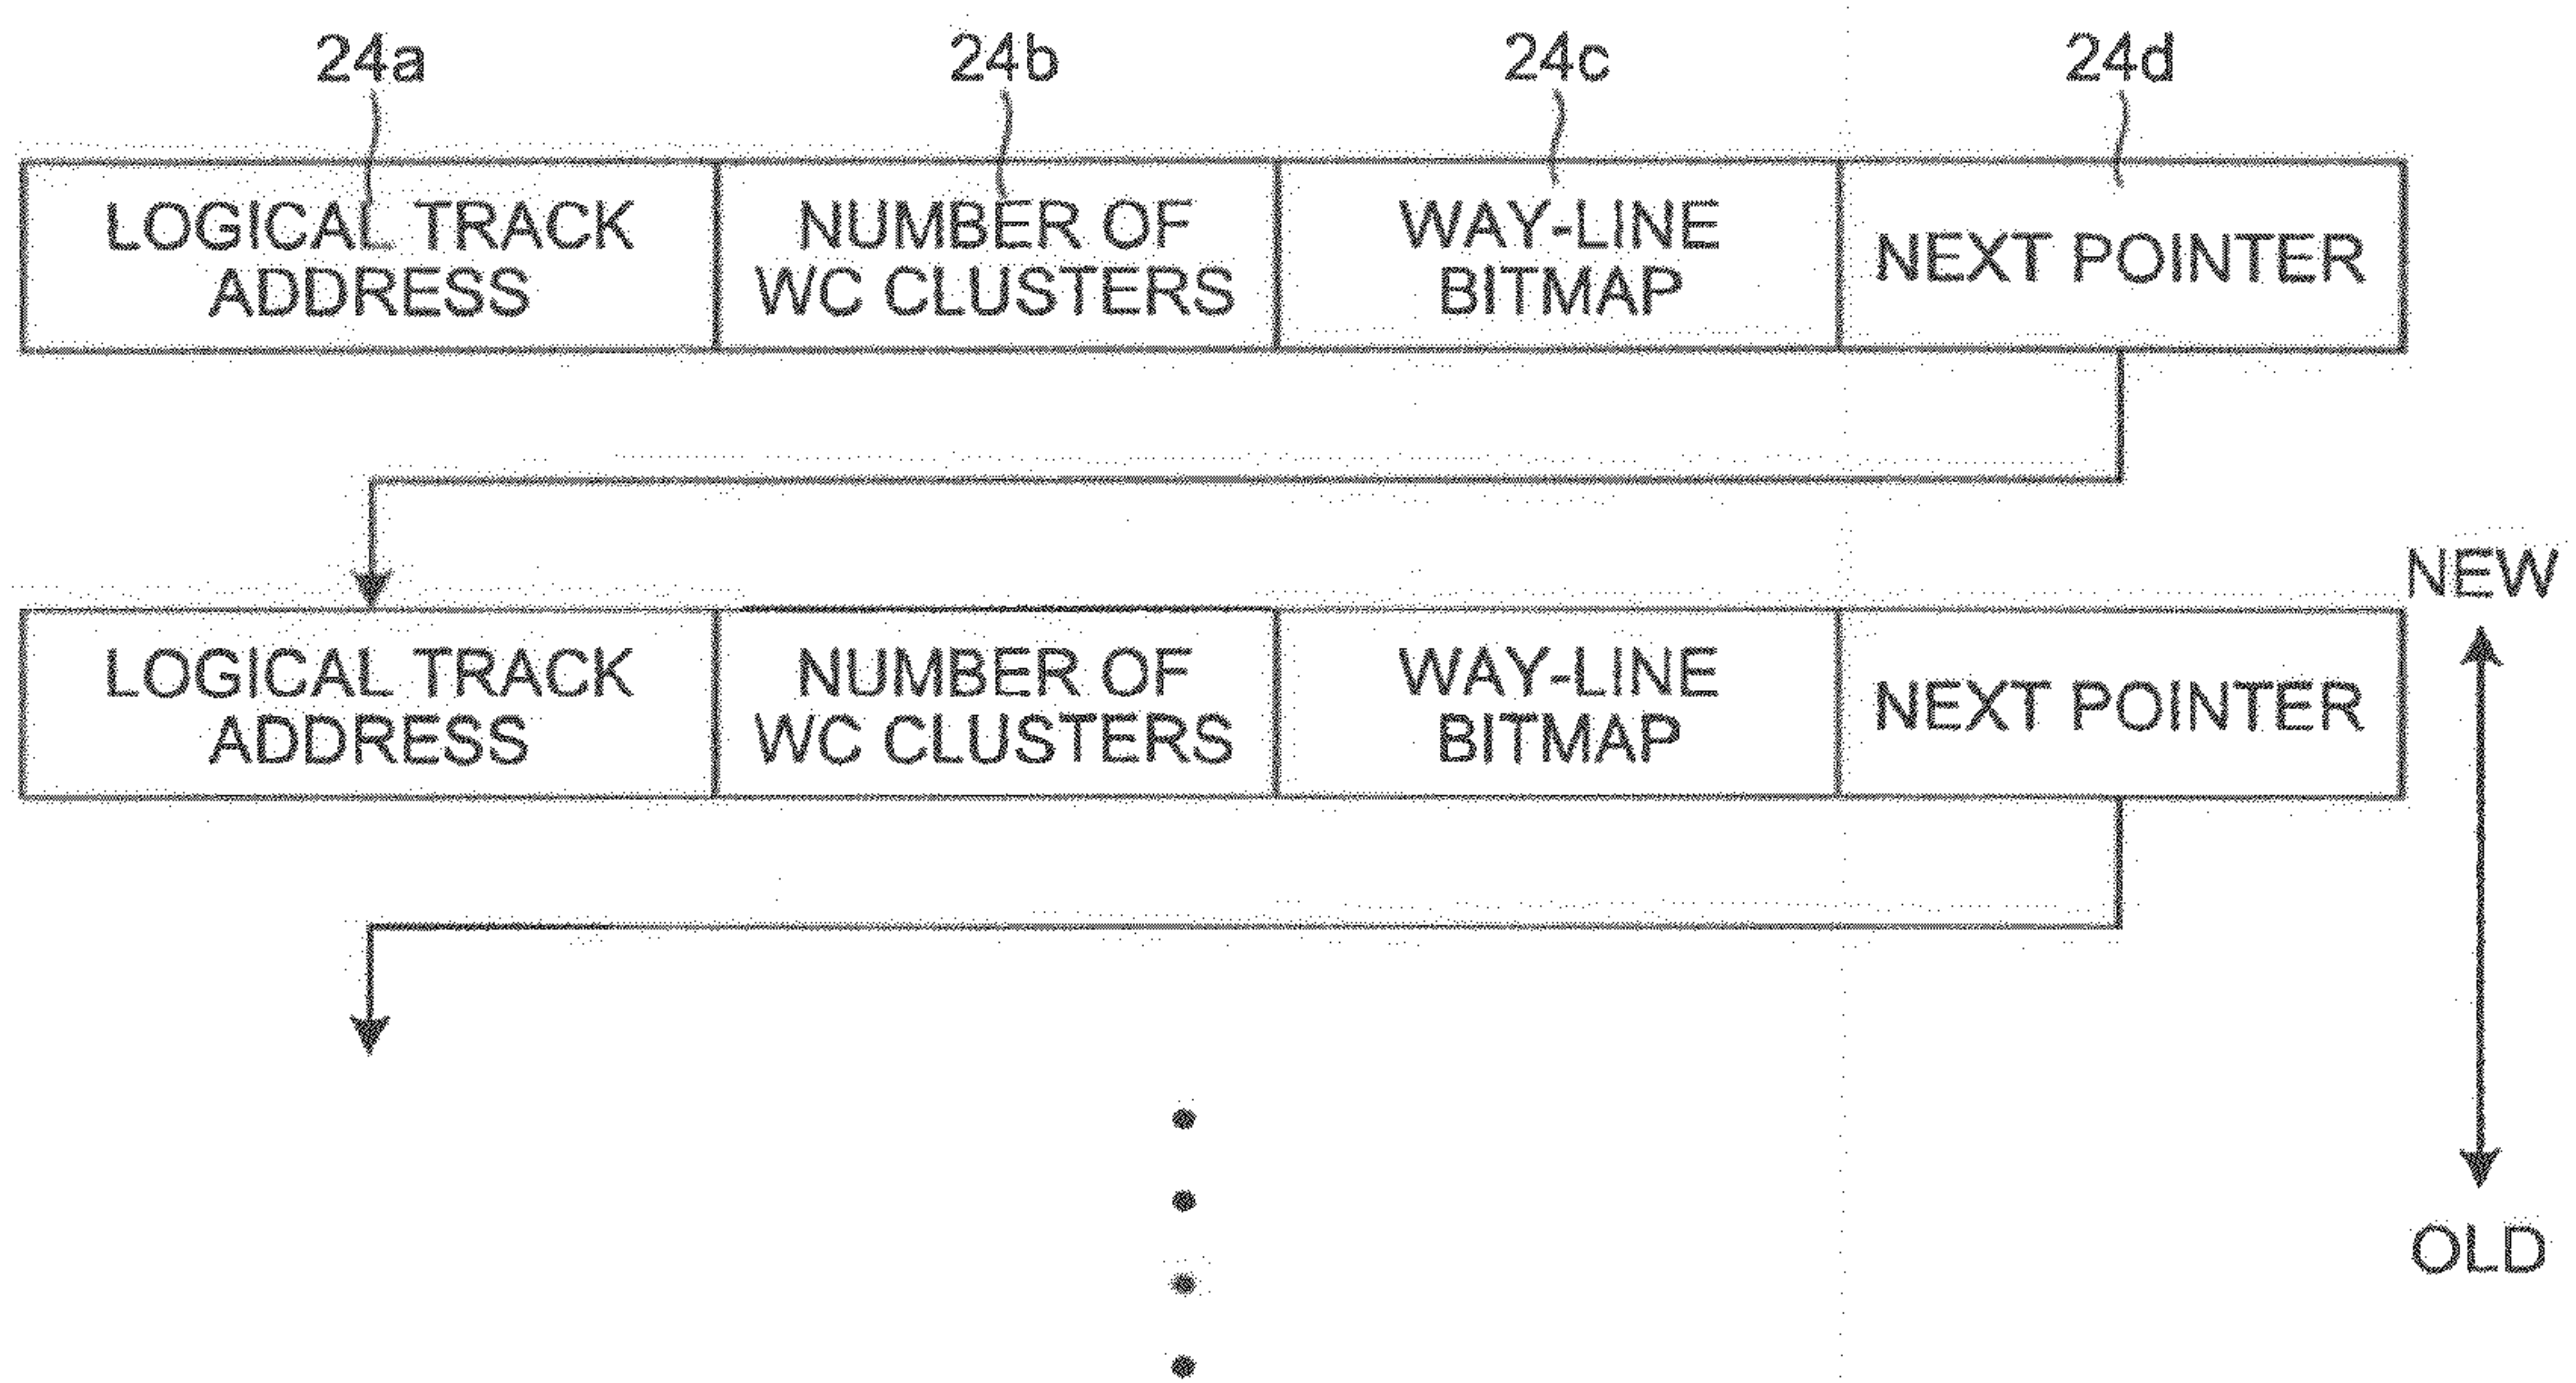 24a
24b
24c
24d
LOGICAL TRACK
ADDRESS
NUMBER OF
WC CLUSTERS
WAY-LINE
BITMAP
NEXT POINTER
NEW
LOGICAL TRACK
ADDRESS
NUMBER OF
WC CLUSTERS
WAY-LINE
BITMAP
NEXT POINTER
OLD